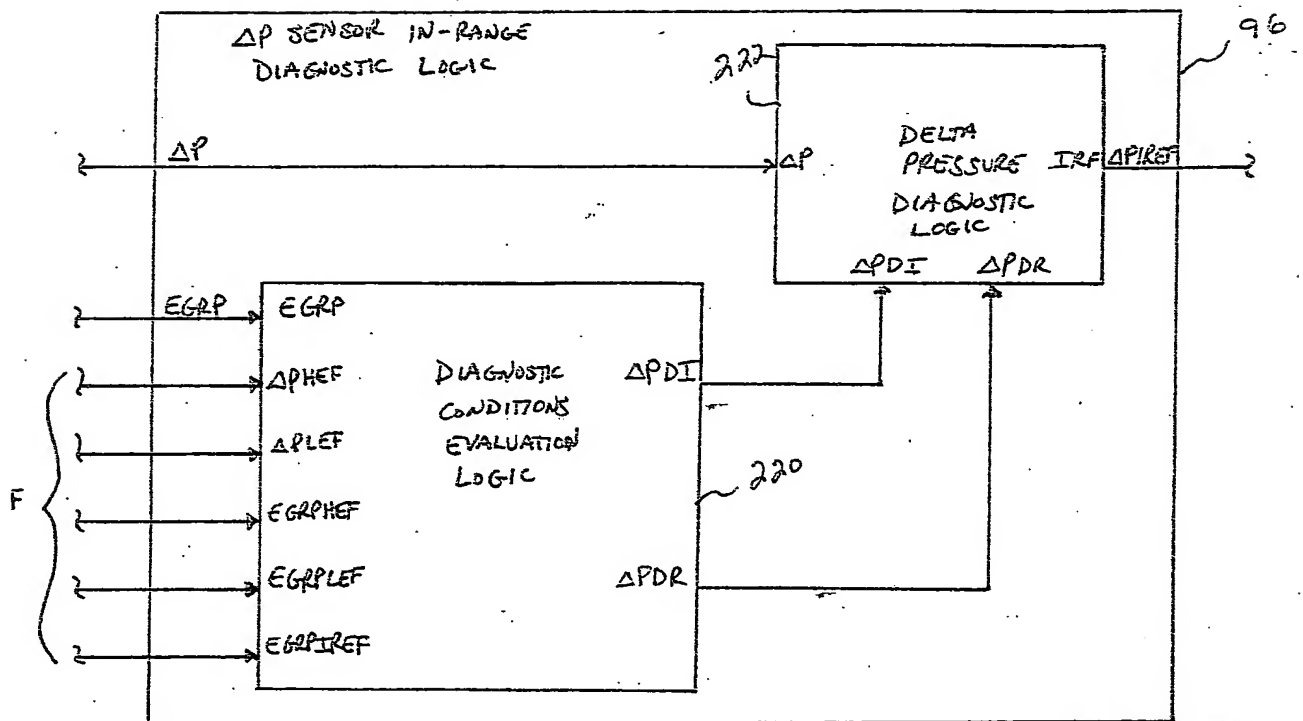 ΔP SENSOR IN-RANGE
DIAGNOSTIC LOGIC
96
222
ΔP
ΔP
DELTA
PRESSURE
DIAGNOSTIC
LOGIC
IRF
ΔPIREF
ΔPDI
ΔPDR
EGRP
EGRP
ΔPHEF
ΔPLEF
EGRPHEF
EGRPLEF
EGRPIREF
F
DIAGNOSTIC
CONDITIONS
EVALUATION
LOGIC
ΔPDI
220
ΔPDR